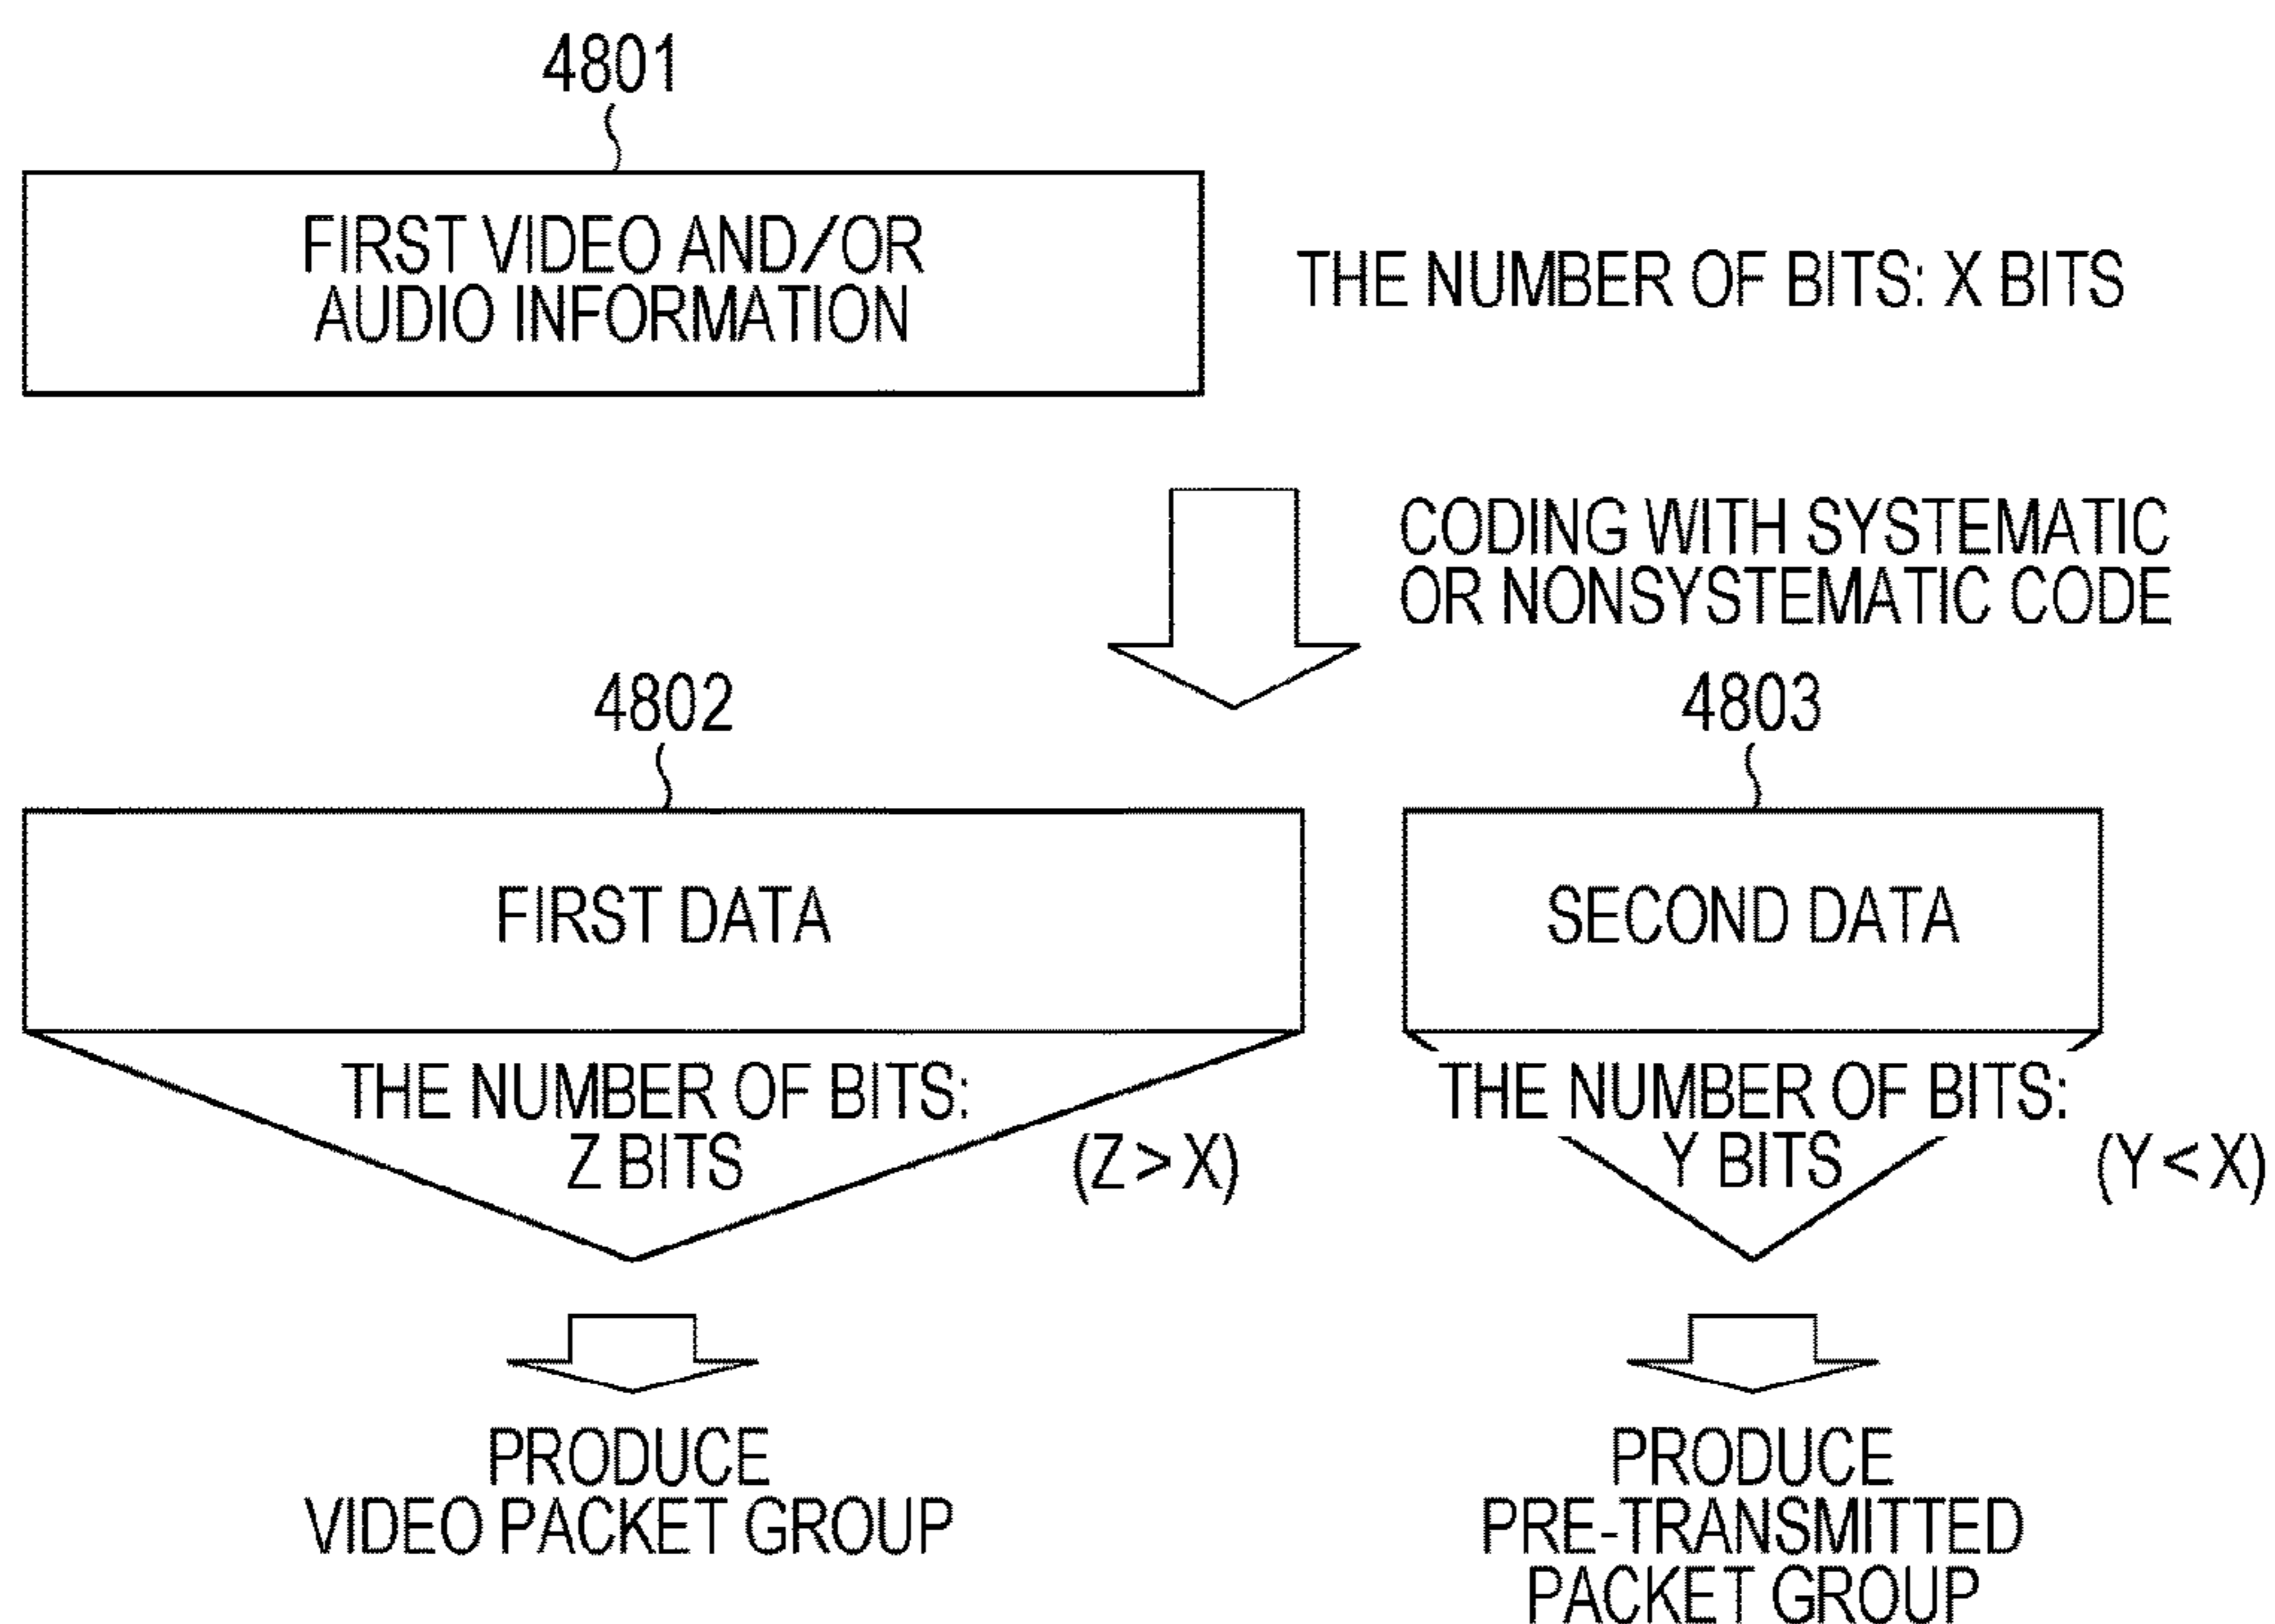 4801
FIRST VIDEO AND/OR
AUDIO INFORMATION
THE NUMBER OF BITS: X BITS
CODING WITH SYSTEMATIC
OR NONSYSTEMATIC CODE
4802
4803
FIRST DATA
SECOND DATA
THE NUMBER OF BITS:
Z BITS
(Z > X)
THE NUMBER OF BITS:
Y BITS
(Y < X)
PRODUCE
VIDEO PACKET GROUP
PRODUCE
PRE-TRANSMITTED
PACKET GROUP